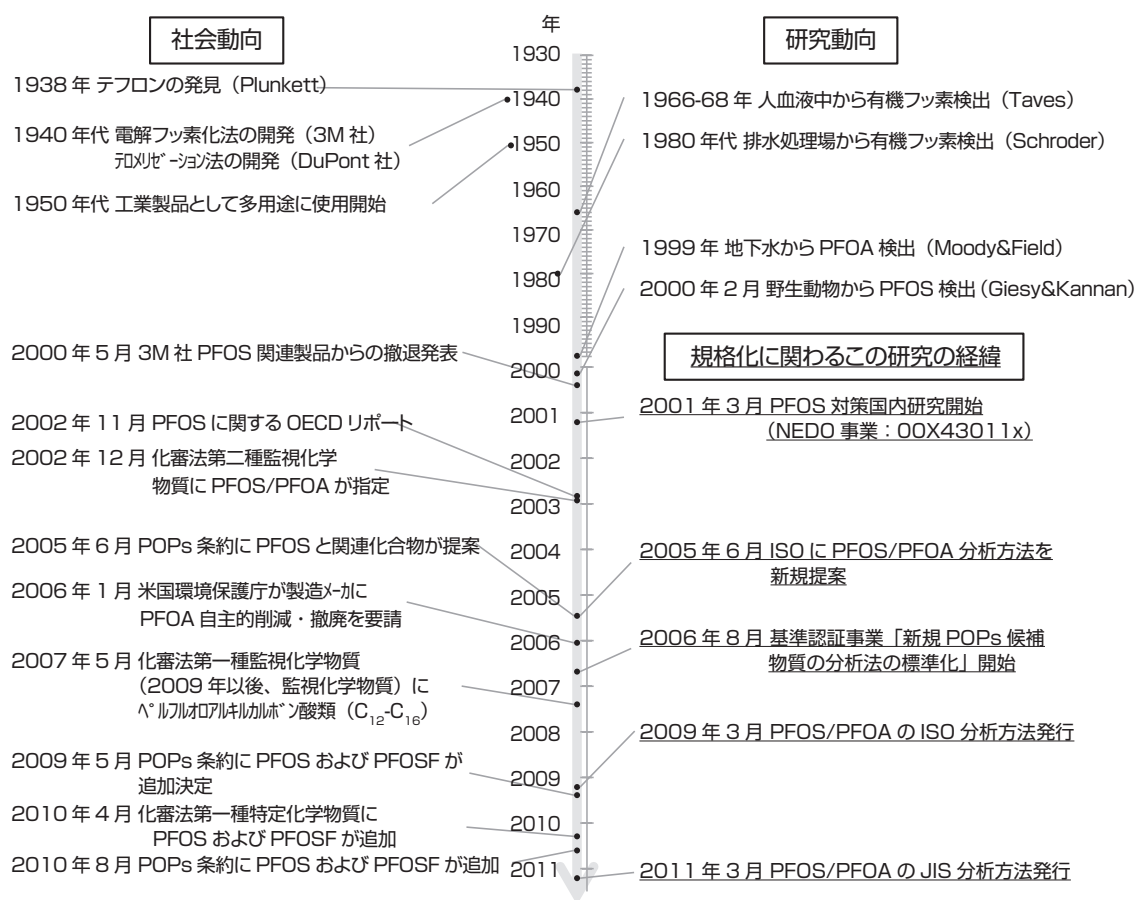 社会動向
1938 年 テフロンの発見（Plunkett）
1940 年代 電解フッ素化法の開発（3M 社）
ﾃﾛﾒﾘｾﾞｰｼｮﾝ法の開発（DuPont 社）
1950 年代 工業製品として多用途に使用開始
2000 年 5 月 3M 社 PFOS 関連製品からの撤退発表
2002 年 11 月 PFOS に関する OECD リポート
2002 年 12 月 化審法第二種監視化学
物質に PFOS/PFOA が指定
2005 年 6 月 POPs 条約に PFOS と関連化合物が提案
2006 年 1 月 米国環境保護庁が製造ﾒｰｶに
PFOA 自主的削減・撤廃を要請
2007 年 5 月 化審法第一種監視化学物質
（2009 年以後、監視化学物質）に
ﾍﾟﾙﾌﾙｵﾛｱﾙｷﾙｶﾙﾎﾞﾝ酸類（C12-C16）
2009 年 5 月 POPs 条約に PFOS および PFOSF が
追加決定
2010 年 4 月 化審法第一種特定化学物質に
PFOS および PFOSF が追加
2010 年 8 月 POPs 条約に PFOS および PFOSF が追加
年
1930
1940
1950
1960
1970
1980
1990
2000
2001
2002
2003
2004
2005
2006
2007
2008
2009
2010
2011
研究動向
1966-68 年 人血液中から有機フッ素検出（Taves）
1980 年代 排水処理場から有機フッ素検出（Schroder）
1999 年 地下水から PFOA 検出（Moody&Field）
2000 年 2 月 野生動物から PFOS 検出（Giesy&Kannan）
規格化に関わるこの研究の経緯
2001 年 3 月 PFOS 対策国内研究開始
（NEDO 事業：00X43011x）
2005 年 6 月 ISO に PFOS/PFOA 分析方法を
新規提案
2006 年 8 月 基準認証事業「新規 POPs 候補
物質の分析法の標準化」開始
2009 年 3 月 PFOS/PFOA の ISO 分析方法発行
2011 年 3 月 PFOS/PFOA の JIS 分析方法発行